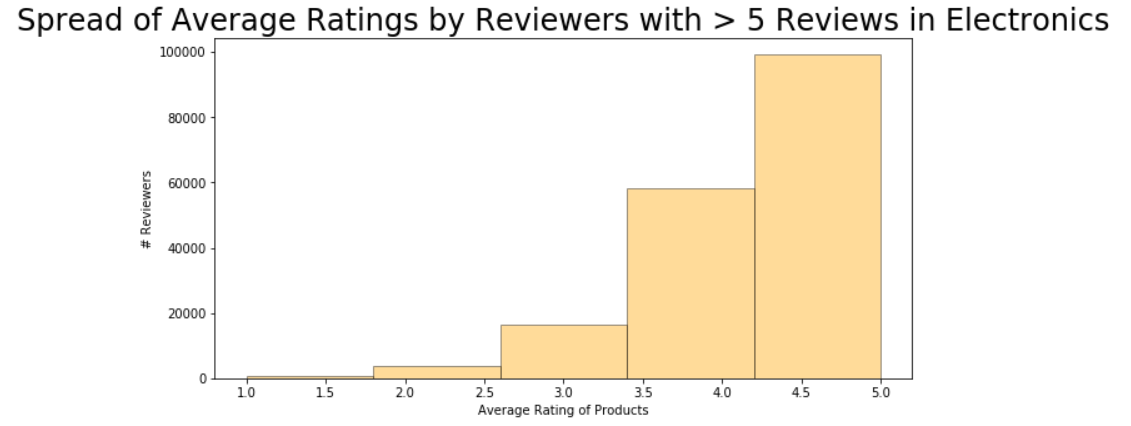 Spread of Average Ratings by Reviewers with > 5 Reviews in Electronics
100000
80000
60000
40000
20000
0
# Reviewers
1.0 1.5 2.0 2.5 3.0 3.5 4.0 4.5 5.0
Average Rating of Products